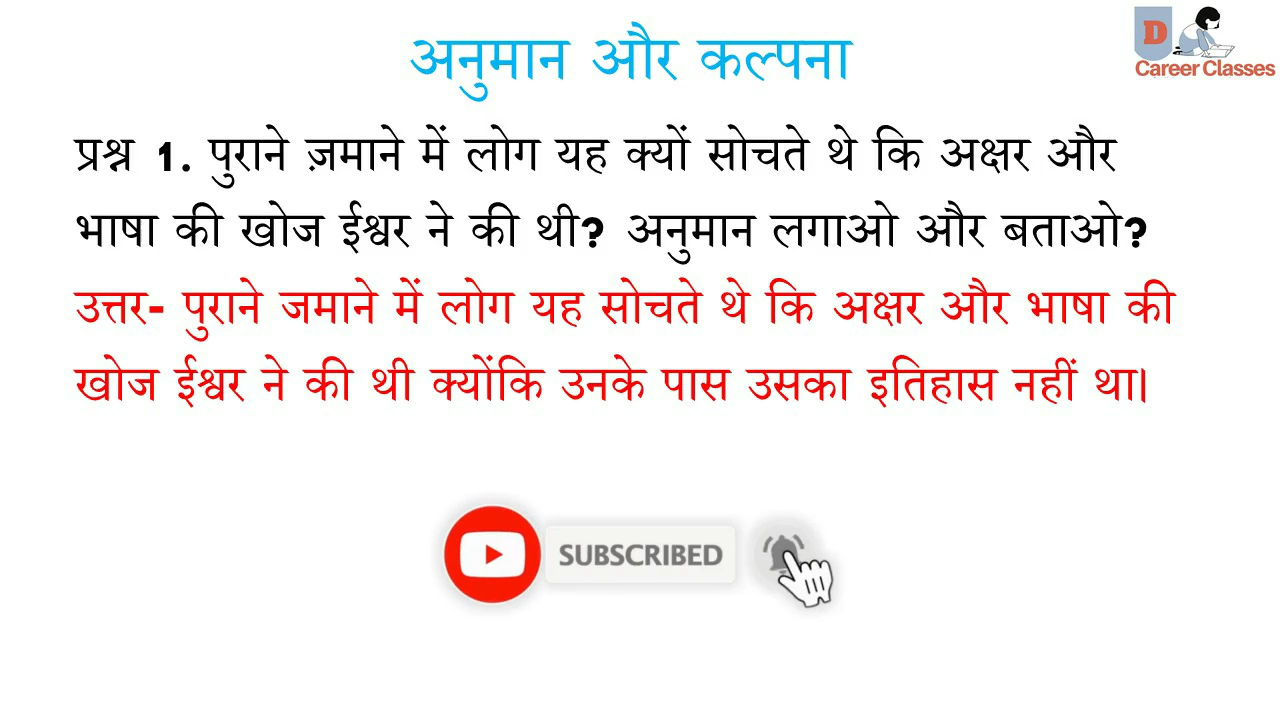 अनुमान और कल्पना
D
Career Classes
प्रश्न 1. पुराने ज़माने में लोग यह क्यों सोचते थे कि अक्षर और
भाषा की खोज ईश्वर ने की थी? अनुमान लगाओ और बताओ?
उत्तर- पुराने जमाने में लोग यह सोचते थे कि अक्षर और भाषा की
खोज ईश्वर ने की थी क्योंकि उनके पास उसका इतिहास नहीं था।
SUBSCRIBED